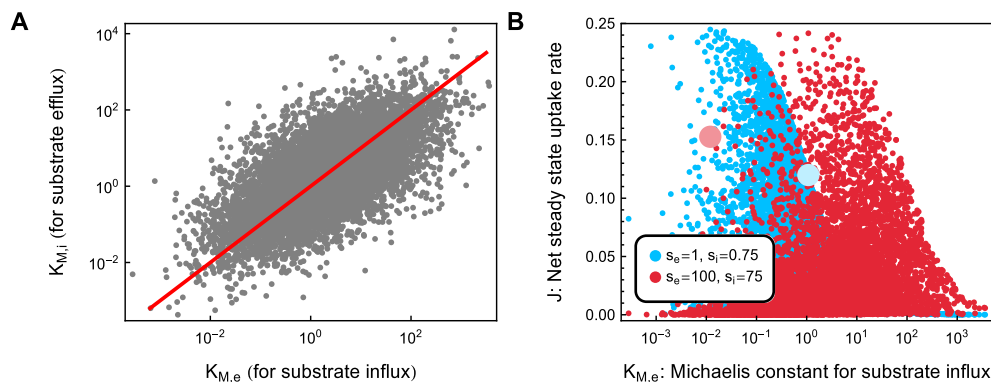 A
K_M,i (for substrate efflux)
10^4
10^2
10^0
10^−2
10^−2
10^0
10^2
K_M,e (for substrate influx)
B
J: Net steady state uptake rate
0.25
0.20
0.15
0.10
0.05
0.00
s_e=1, s_i=0.75
s_e=100, s_i=75
10^−3
10^−2
10^−1
10^0
10^1
10^2
10^3
K_M,e: Michaelis constant for substrate influx